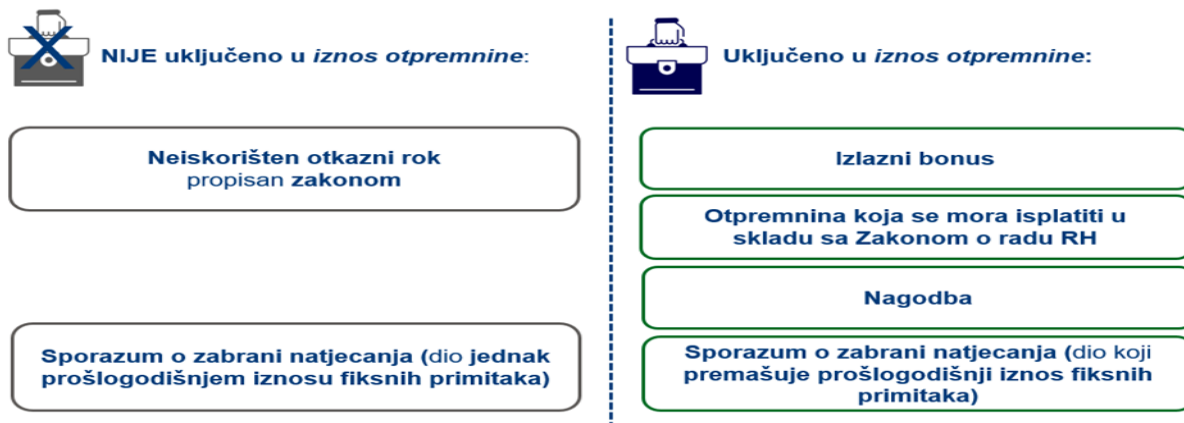 NIJE uključeno u iznos otpremnine:
Neiskorišten otkazni rok
propisan zakonom
Sporazum o zabrani natjecanja (dio jednak
prošlogodišnjem iznosu fiksnih primitaka)
Uključeno u iznos otpremnine:
Izlazni bonus
Otpremnina koja se mora isplatiti u
skladu sa Zakonom o radu RH
Nagodba
Sporazum o zabrani natjecanja (dio koji
premašuje prošlogodišnji iznos fiksnih
primitaka)